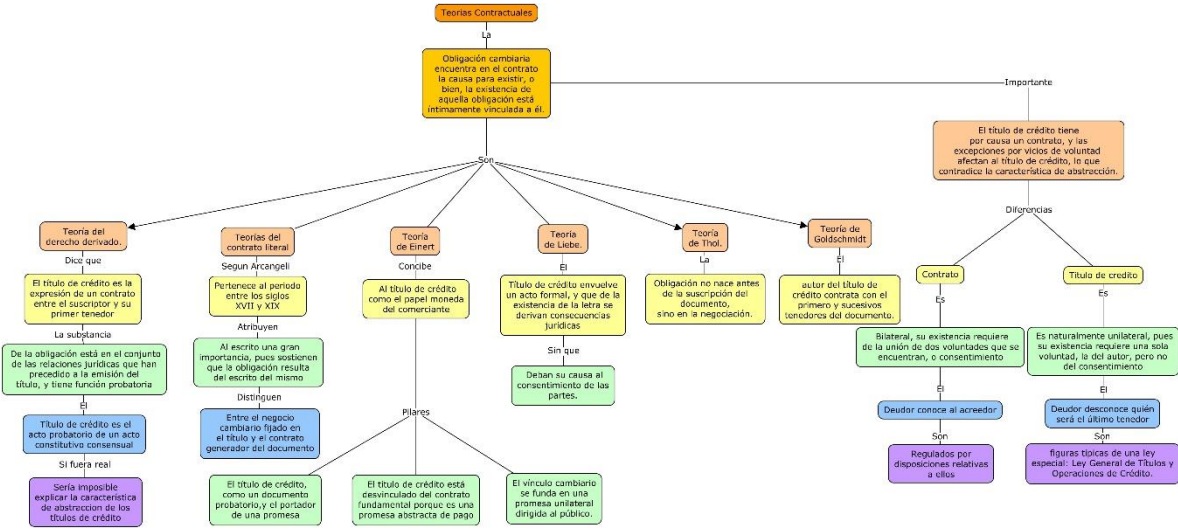 Teorias Contractuales
La
Obligación cambiaria
encuentra en el contrato
la causa para existir, o
bien, la existencia de
aquella obligación está
íntimamente vinculada a él.
Importante
El título de crédito tiene
por causa un contrato, y las
excepciones por vicios de voluntad
afectan al título de crédito, lo que
contradice la característica de abstracción.
Son
Diferencias
Teoría del
derecho derivado.
Dice que
El título de crédito es la
expresión de un contrato
entre el suscriptor y su
primer tenedor
La substancia
De la obligación está en el conjunto
de las relaciones jurídicas que han
precedido a la emisión del
título, y tiene función probatoria
Él
Título de crédito es el
acto probatorio de un acto
constitutivo consensual
Si fuera real
Sería imposible
explicar la característica
de abstraccion de los
títulos de crédito
Teorías del
contrato literal
Segun Arcangeli
Pertenece al periodo
entre los siglos
XVII y XIX
Atribuyen
Al escrito una gran
importancia, pues sostienen
que la obligación resulta
del escrito del mismo
Distinguen
Entre el negocio
cambiario fijado en
el título y el contrato
generador del documento
Teoría
de Einert
Concibe
Al título de crédito
como el papel moneda
del comerciante
Pilares
El título de crédito,
como un documento
probatorio,y el portador
de una promesa
El titulo de crédito está
desvinculado del contrato
fundamental porque es una
promesa abstracta de pago
El vínculo cambiario
se funda en una
promesa unilateral
dirigida al público.
Teoría
de Liebe.
Él
Título de crédito envuelve
un acto formal, y que de la
existencia de la letra se
derivan consecuencias
jurídicas
Sin que
Deban su causa al
consentimiento de las
partes.
Teoría
de Thol.
La
Obligación no nace antes
de la suscripción del
documento,
sino en la negociación.
Teoría de
Goldschmidt
El
autor del título de
crédito contrata con el
primero y sucesivos
tenedores del documento.
Contrato
Es
Bilateral, su existencia requiere
de la unión de dos voluntades que se
encuentran, o consentimiento
Él
Deudor conoce al acreedor
Son
Regulados por
disposiciones relativas
a ellos
Titulo de credito
Es
Es naturalmente unilateral, pues
su existencia requiere una sola
voluntad, la del autor, pero no
del consentimiento
Él
Deudor desconoce quién
será el último tenedor
Son
figuras típicas de una ley
especial: Ley General de Títulos y
Operaciones de Crédito.